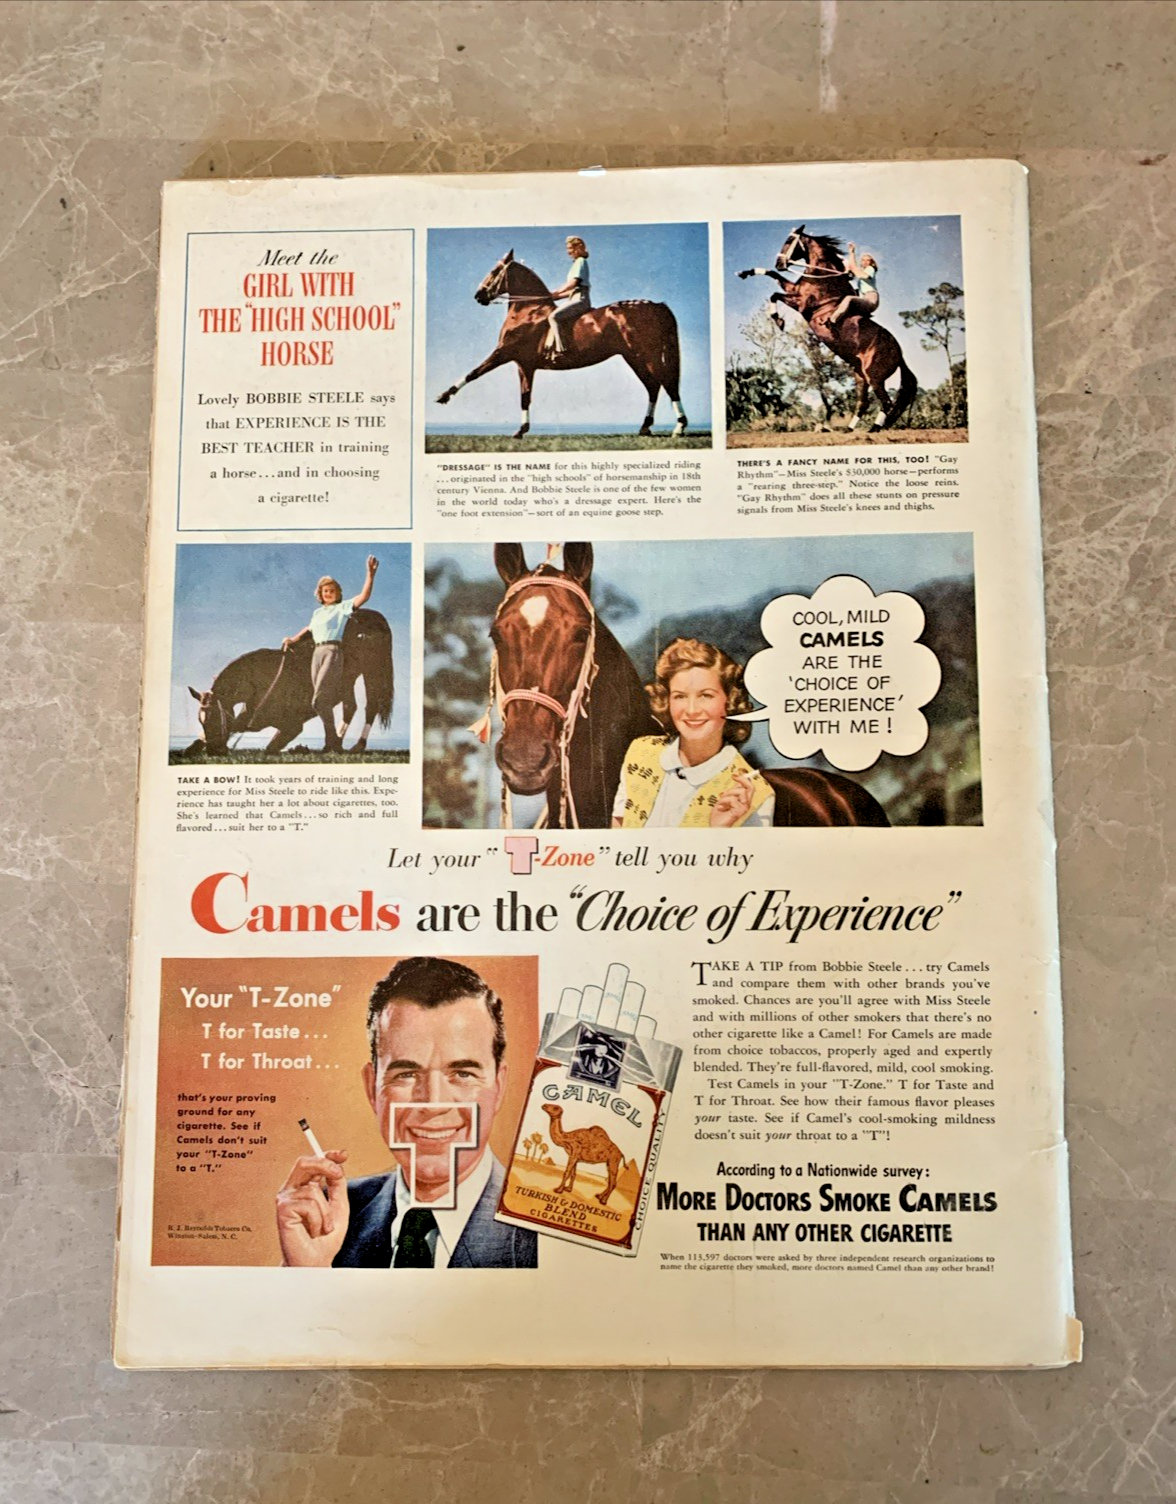 Meet the
GIRL WITH
THE "HIGH SCHOOL"
HORSE
Lovely BOBBIE STEELE says
that EXPERIENCE IS THE
BEST TEACHER in training
a horse...and in choosing
a cigarette!
"DRESSAGE" IS THE NAME for this highly specialized riding
...originated in the "high schools" of horsemanship in 18th
century Vienna. And Bobbie Steele is one of the few women
in the world today who's a dressage expert. Here's the
"one foot extension"—sort of an equine goose step.
THERE'S A FANCY NAME FOR THIS, TOO! "Gay
Rhythm"—Miss Steele's $30,000 horse—performs
a "rearing three-step." Notice the loose reins.
"Gay Rhythm" does all these stunts on pressure
signals from Miss Steele's knees and thighs.
TAKE A BOW! It took years of training and long
experience for Miss Steele to ride like this. Expe-
rience has taught her a lot about cigarettes, too.
She's learned that Camels...so rich and full
flavored...suit her to a "T."
COOL, MILD
CAMELS
ARE THE
'CHOICE OF
EXPERIENCE'
WITH ME!
Let your "T-Zone" tell you why
Camels are the "Choice of Experience"
Your "T-Zone"
T for Taste...
T for Throat...
that's your proving
ground for any
cigarette. See if
Camels don't suit
your "T-Zone"
to a "T."
R. J. Reynolds Tobacco Co.
Winston-Salem, N. C.
T
CAMEL
TURKISH & DOMESTIC
BLEND
CIGARETTES
CHOICE QUALITY
TAKE A TIP from Bobbie Steele...try Camels
and compare them with other brands you've
smoked. Chances are you'll agree with Miss Steele
and with millions of other smokers that there's no
other cigarette like a Camel! For Camels are made
from choice tobaccos, properly aged and expertly
blended. They're full-flavored, mild, cool smoking.
Test Camels in your "T-Zone." T for Taste and
T for Throat. See how their famous flavor pleases
your taste. See if Camel's cool-smoking mildness
doesn't suit your throat to a "T"!
According to a Nationwide survey:
MORE DOCTORS SMOKE CAMELS
THAN ANY OTHER CIGARETTE
When 113,597 doctors were asked by three independent research organizations to
name the cigarette they smoked, more doctors named Camel than any other brand!